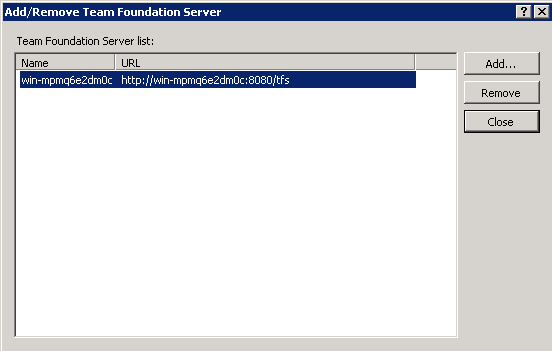 Add/Remove Team Foundation Server
Team Foundation Server list:
Name URL
win-mpmq6e2dm0c http://win-mpmq6e2dm0c:8080/tfs
Add...
Remove
Close